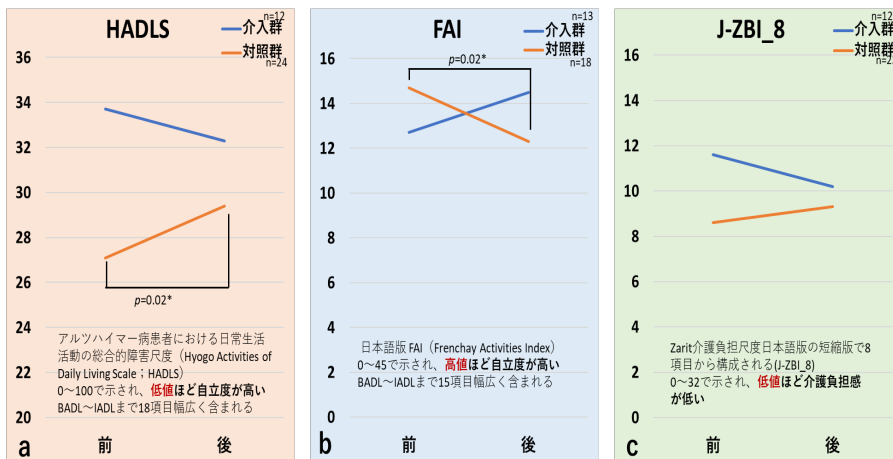 HADLS
n=12
介入群
対照群
n=24
36
34
32
30
28
26
24
22
20
p=0.02*
アルツハイマー病患者における日常生活
活動の総合的障害尺度（Hyogo Activities of
Daily Living Scale；HADLS)
0～100で示され、低値ほど自立度が高い
BADL～IADLまで18項目幅広く含まれる
a
前
後
FAI
n=13
介入群
対照群
n=18
16
14
12
10
8
6
4
2
0
p=0.02*
日本語版 FAI（Frenchay Activities Index）
0～45で示され、高値ほど自立度が高い
BADL～IADLまで15項目幅広く含まれる
b
前
後
J-ZBI_8
n=12
介入群
対照群
16
14
12
10
8
6
4
2
0
Zarit介護負担尺度日本語版の短縮版で8
項目から構成される(J-ZBI_8)
0～32で示され、低値ほど介護負担感
が低い
c
前
後